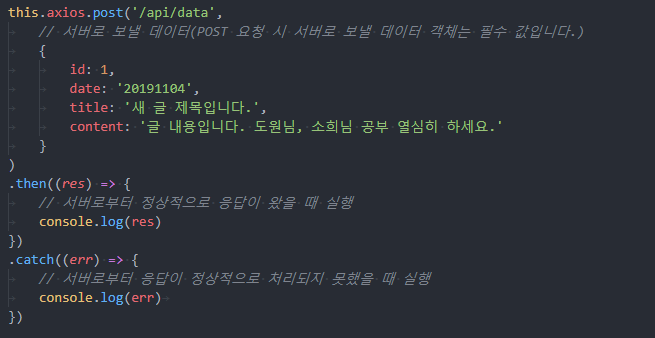 this.axios.post('/api/data',
// 서버로 보낼 데이터(POST 요청 시 서버로 보낼 데이터 객체는 필수 값입니다.)
{
id: 1,
date: '20191104',
title: '새 글 제목입니다.',
content: '글 내용입니다. 도원님, 소희님 공부 열심히 하세요.'
}
)
.then((res) => {
// 서버로부터 정상적으로 응답이 왔을 때 실행
console.log(res)
})
.catch((err) => {
// 서버로부터 응답이 정상적으로 처리되지 못했을 때 실행
console.log(err)
})